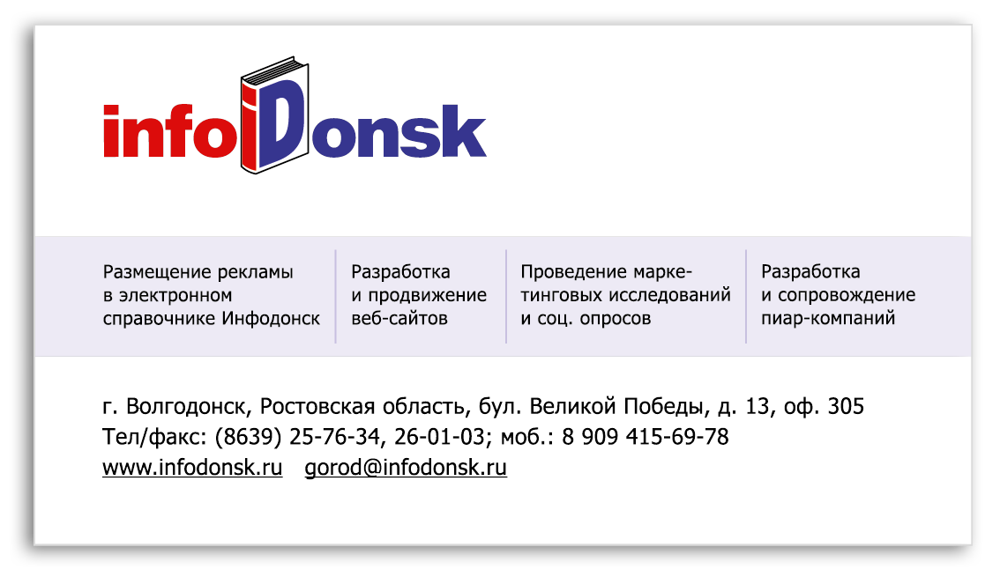 infoDonsk
Размещение рекламы
в электронном
справочнике Инфодонск
Разработка
и продвижение
веб-сайтов
Проведение марке-
тинговых исследований
и соц. опросов
Разработка
и сопровождение
пиар-компаний
г. Волгодонск, Ростовская область, бул. Великой Победы, д. 13, оф. 305
Тел/факс: (8639) 25-76-34, 26-01-03; моб.: 8 909 415-69-78
www.infodonsk.ru gorod@infodonsk.ru